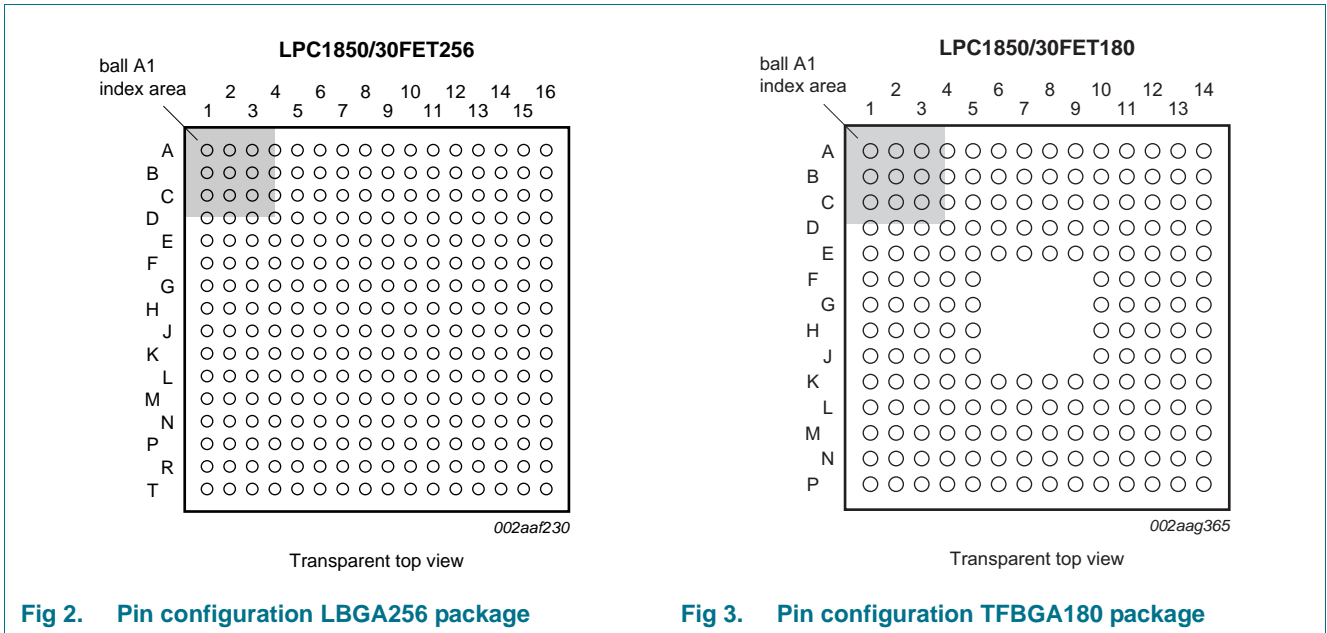 LPC1850/30FET256
ball A1
index area
2 4 6 8 10 12 14 16
1 3 5 7 9 11 13 15
A
B
C
D
E
F
G
H
J
K
L
M
N
P
R
T
002aaf230
Transparent top view
Fig 2. Pin configuration LBGA256 package
LPC1850/30FET180
ball A1
index area
2 4 6 8 10 12 14
1 3 5 7 9 11 13
A
B
C
D
E
F
G
H
J
K
L
M
N
P
002aag365
Transparent top view
Fig 3. Pin configuration TFBGA180 package